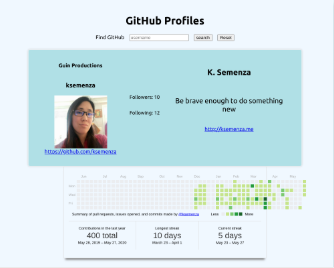 GitHub Profiles
Find GitHub username search Reset
Guin Productions
ksemenza
Followers: 10
Following: 12
https://github.com/ksemenza
K. Semenza
Be brave enough to do something
new
http://ksemenza.me
Summary of pull requests, issues opened, and commits made by @ksemenza
Less More
Contributions in the last year
400 total
May 26, 2019 – May 27, 2020
Longest streak
10 days
March 23 – April 1
Current streak
5 days
May 23 – May 27